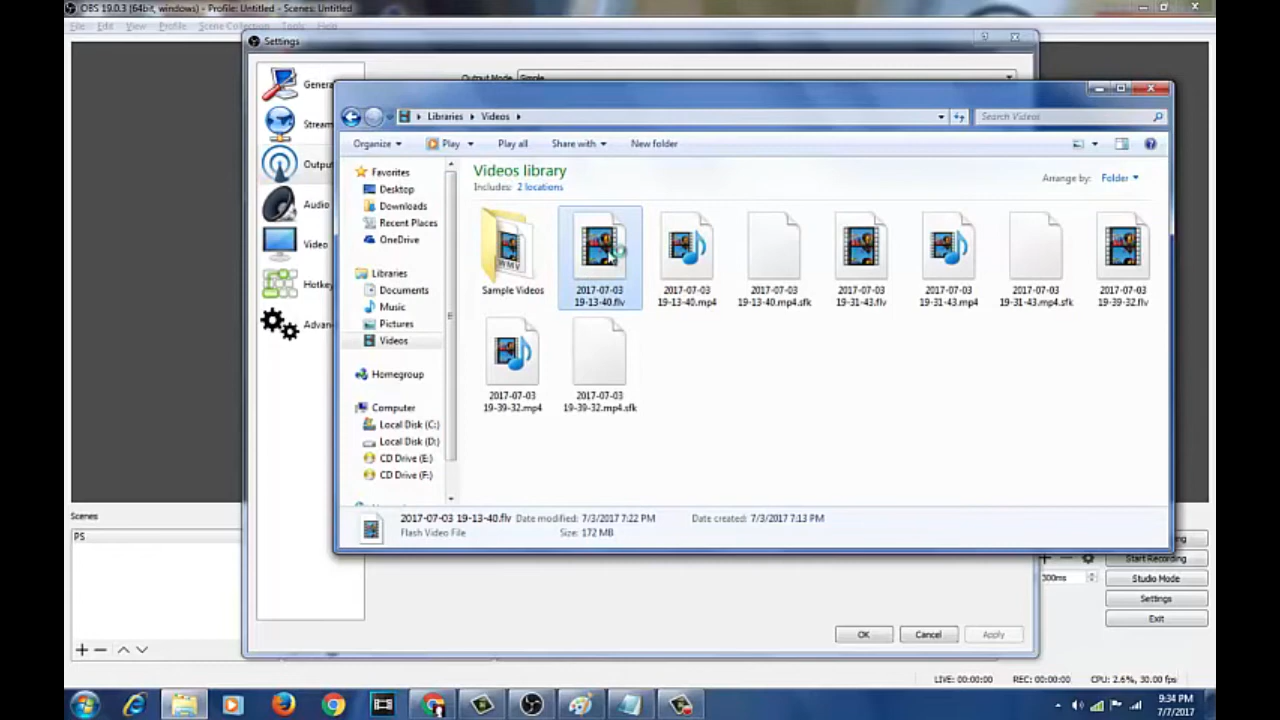 OBS 19.0.3 (64bit, windows) - Profile: Untitled - Scenes: Untitled
File Edit View Profile Scene Collection Tools Help
Settings
General
Stream
Output
Audio
Video
Advan
Output Mode Simple
Libraries Videos
Search Videos
Organize Play Play all Share with New folder
Favorites
Desktop
Downloads
Recent Places
OneDrive
Libraries
Documents
Music
Pictures
Videos
Homegroup
Computer
Local Disk (C:)
Local Disk (D:)
CD Drive (E:)
CD Drive (F:)
Videos library
Includes: 2 locations
Arrange by: Folder
WMV
Sample Videos
2017-07-03
19-13-40.flv
2017-07-03
19-13-40.mp4
2017-07-03
19-13-40.mp4.sfk
2017-07-03
19-31-43.flv
2017-07-03
19-31-43.mp4
2017-07-03
19-31-43.mp4.sfk
2017-07-03
19-39-32.flv
2017-07-03
19-39-32.mp4
2017-07-03
19-39-32.mp4.sfk
2017-07-03 19-13-40.flv Date modified: 7/3/2017 7:22 PM Date created: 7/3/2017 7:13 PM
Flash Video File Size: 172 MB
Scenes
PS
300ms
Start Recording
Studio Mode
Settings
Exit
OK Cancel Apply
LIVE: 00:00:00 REC: 00:00:00 CPU: 2.6%, 30.00 fps
9:34 PM
7/7/2017